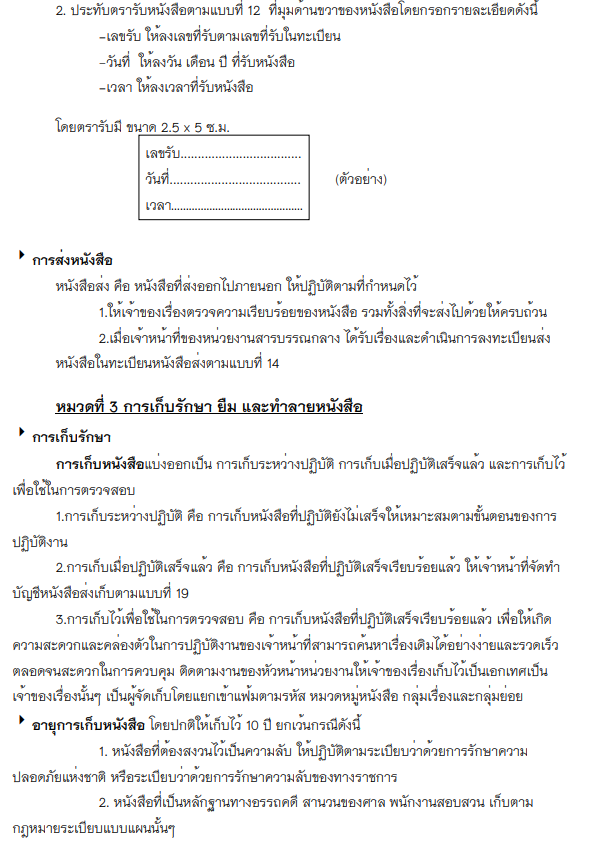 2. ประทับตรารับหนังสือตามแบบที่ 12 ที่มุมด้านขวาของหนังสือโดยกรอกรายละเอียดดังนี้
-เลขรับ ให้ลงเลขที่รับตามเลขที่รับในทะเบียน
-วันที่ ให้ลงวัน เดือน ปี ที่รับหนังสือ
-เวลา ให้ลงเวลาที่รับหนังสือ
โดยตรารับมี ขนาด 2.5 x 5 ซ.ม.
เลขรับ...................................
วันที่......................................
เวลา............................................
(ตัวอย่าง)
การส่งหนังสือ
หนังสือส่ง คือ หนังสือที่ส่งออกไปภายนอก ให้ปฏิบัติตามที่กำหนดไว้
1.ให้เจ้าของเรื่องตรวจความเรียบร้อยของหนังสือ รวมทั้งสิ่งที่จะส่งไปด้วยให้ครบถ้วน
2.เมื่อเจ้าหน้าที่ของหน่วยงานสารบรรณกลาง ได้รับเรื่องและดำเนินการลงทะเบียนส่ง
หนังสือในทะเบียนหนังสือส่งตามแบบที่ 14
หมวดที่ 3 การเก็บรักษา ยืม และทำลายหนังสือ
การเก็บรักษา
การเก็บหนังสือแบ่งออกเป็น การเก็บระหว่างปฏิบัติ การเก็บเมื่อปฏิบัติเสร็จแล้ว และการเก็บไว้
เพื่อใช้ในการตรวจสอบ
1.การเก็บระหว่างปฏิบัติ คือ การเก็บหนังสือที่ปฏิบัติยังไม่เสร็จให้เหมาะสมตามขั้นตอนของการ
ปฏิบัติงาน
2.การเก็บเมื่อปฏิบัติเสร็จแล้ว คือ การเก็บหนังสือที่ปฏิบัติเสร็จเรียบร้อยแล้ว ให้เจ้าหน้าที่จัดทำ
บัญชีหนังสือส่งเก็บตามแบบที่ 19
3.การเก็บไว้เพื่อใช้ในการตรวจสอบ คือ การเก็บหนังสือที่ปฏิบัติเสร็จเรียบร้อยแล้ว เพื่อให้เกิด
ความสะดวกและคล่องตัวในการปฏิบัติงานของเจ้าหน้าที่สามารถค้นหาเรื่องเดิมได้อย่างง่ายและรวดเร็ว
ตลอดจนสะดวกในการควบคุม ติดตามงานของหัวหน้าหน่วยงานให้เจ้าของเรื่องเก็บไว้เป็นเอกเทศเป็น
เจ้าของเรื่องนั้นๆ เป็นผู้จัดเก็บโดยแยกเข้าแฟ้มตามรหัส หมวดหมู่หนังสือ กลุ่มเรื่องและกลุ่มย่อย
อายุการเก็บหนังสือ โดยปกติให้เก็บไว้ 10 ปี ยกเว้นกรณีดังนี้
1. หนังสือที่ต้องสงวนไว้เป็นความลับ ให้ปฏิบัติตามระเบียบว่าด้วยการรักษาความ
ปลอดภัยแห่งชาติ หรือระเบียบว่าด้วยการรักษาความลับของทางราชการ
2. หนังสือที่เป็นหลักฐานทางอรรถคดี สานวนของศาล พนักงานสอบสวน เก็บตาม
กฎหมายระเบียบแบบแผนนั้นๆ